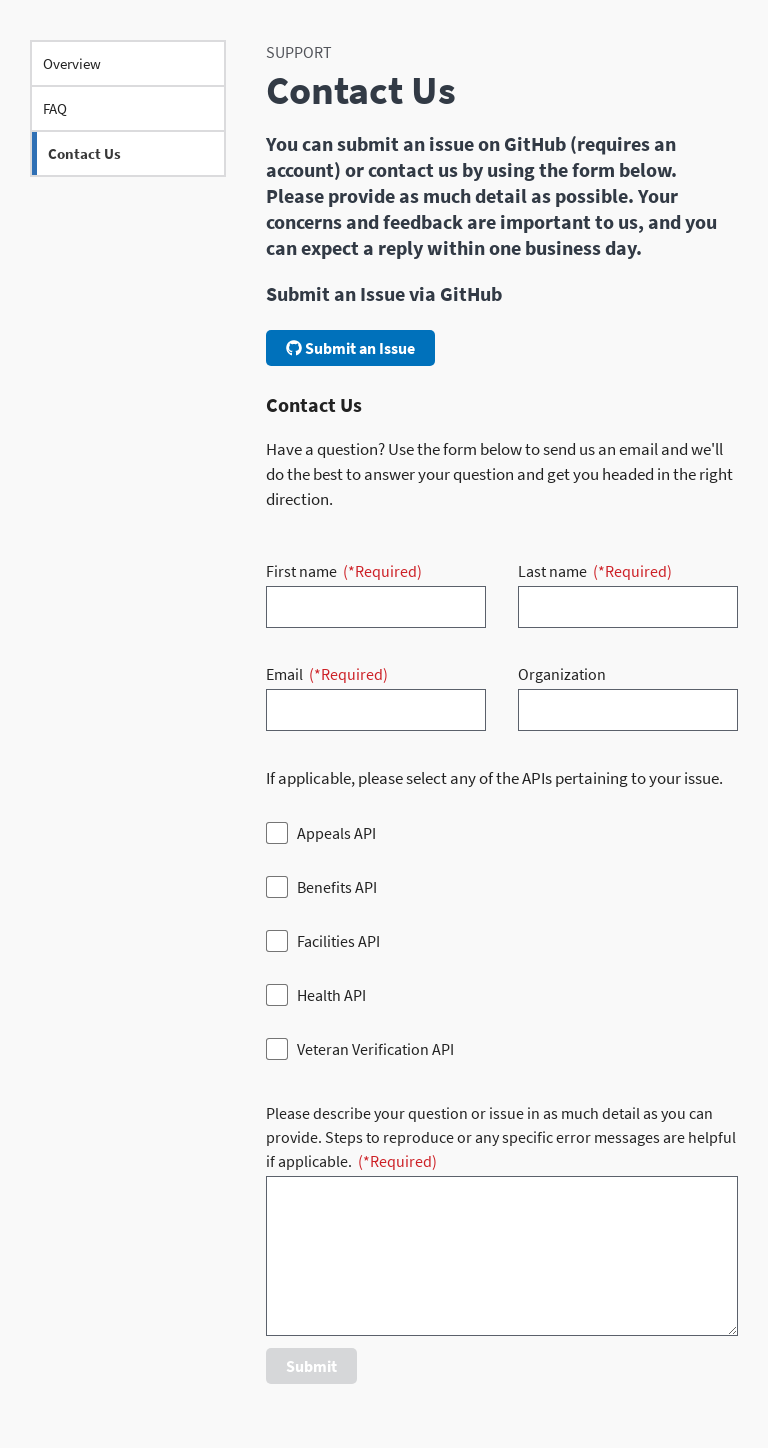 Overview
FAQ
Contact Us
SUPPORT
Contact Us
You can submit an issue on GitHub (requires an
account) or contact us by using the form below.
Please provide as much detail as possible. Your
concerns and feedback are important to us, and you
can expect a reply within one business day.
Submit an Issue via GitHub
Submit an Issue
Contact Us
Have a question? Use the form below to send us an email and we'll
do the best to answer your question and get you headed in the right
direction.
First name (*Required)
Last name (*Required)
Email (*Required)
Organization
If applicable, please select any of the APIs pertaining to your issue.
Appeals API
Benefits API
Facilities API
Health API
Veteran Verification API
Please describe your question or issue in as much detail as you can
provide. Steps to reproduce or any specific error messages are helpful
if applicable. (*Required)
Submit